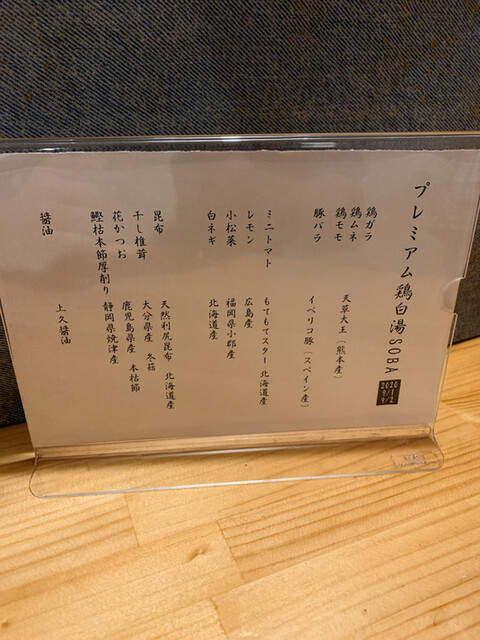 プレミアム鶏白湯SOBA
2020
9/1
9/2
鶏ガラ
鶏ムネ
鶏モモ 天草大王(熊本産)
豚バラ イベリコ豚(スペイン産)
ミニトマト もてもてスター 北海道産
レモン 広島産
小松菜 福岡県小郡産
白ネギ 北海道産
昆布 天然利尻昆布 北海道産
干し椎茸 大分県産 冬菇
花かつお 鹿児島県産 本枯節
鰹枯本節厚削り 静岡県焼津産
醤油 上久醤油